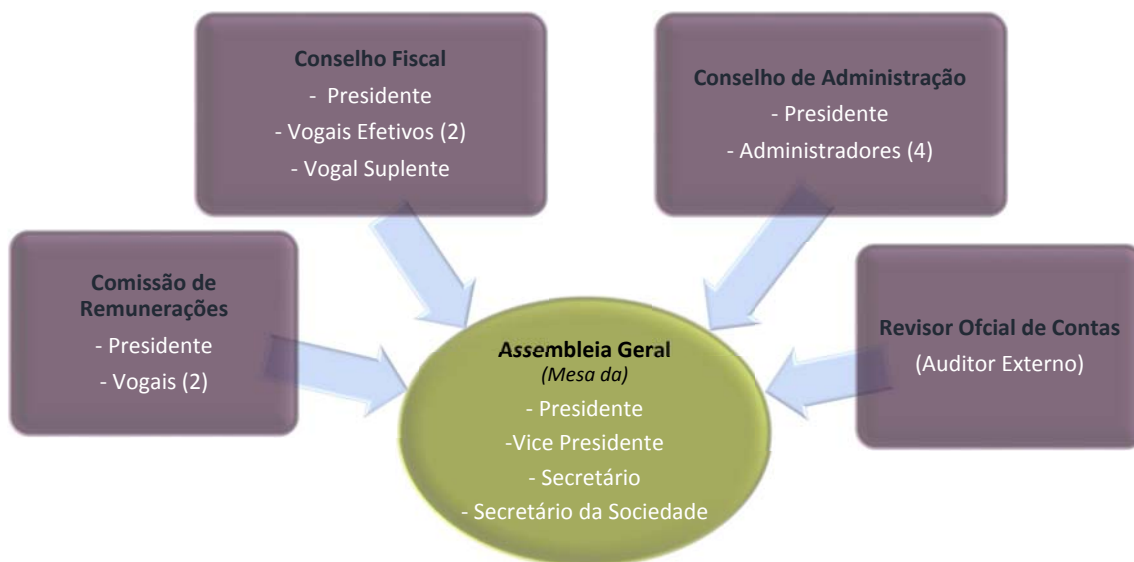 Conselho Fiscal
- Presidente
- Vogais Efetivos (2)
- Vogal Suplente
Conselho de Administração
- Presidente
- Administradores (4)
Comissão de
Remunerações
- Presidente
- Vogais (2)
Revisor Ofcial de Contas
(Auditor Externo)
Assembleia Geral
(Mesa da)
- Presidente
-Vice Presidente
- Secretário
- Secretário da Sociedade